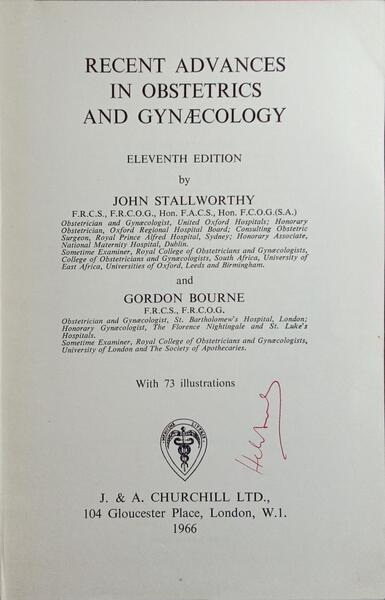 RECENT ADVANCES
IN OBSTETRICS
AND GYNÆCOLOGY
ELEVENTH EDITION
by
JOHN STALLWORTHY
F.R.C.S., F.R.C.O.G., Hon. F.A.C.S., Hon. F.C.O.G.(S.A.)
Obstetrician and Gynæcologist, United Oxford Hospitals; Honorary
Obstetrician, Oxford Regional Hospital Board; Consulting Obstetric
Surgeon, Royal Prince Alfred Hospital, Sydney; Honorary Associate,
National Maternity Hospital, Dublin.
Sometime Examiner, Royal College of Obstetricians and Gynæcologists,
College of Obstetricians and Gynæcologists, South Africa, University of
East Africa, Universities of Oxford, Leeds and Birmingham.
and
GORDON BOURNE
F.R.C.S., F.R.C.O.G.
Obstetrician and Gynæcologist, St. Bartholomew's Hospital, London;
Honorary Gynæcologist, The Florence Nightingale and St. Luke's
Hospitals.
Sometime Examiner, Royal College of Obstetricians and Gynæcologists,
University of London and The Society of Apothecaries.
With 73 illustrations
J. & A. CHURCHILL LTD.,
104 Gloucester Place, London, W.1.
1966